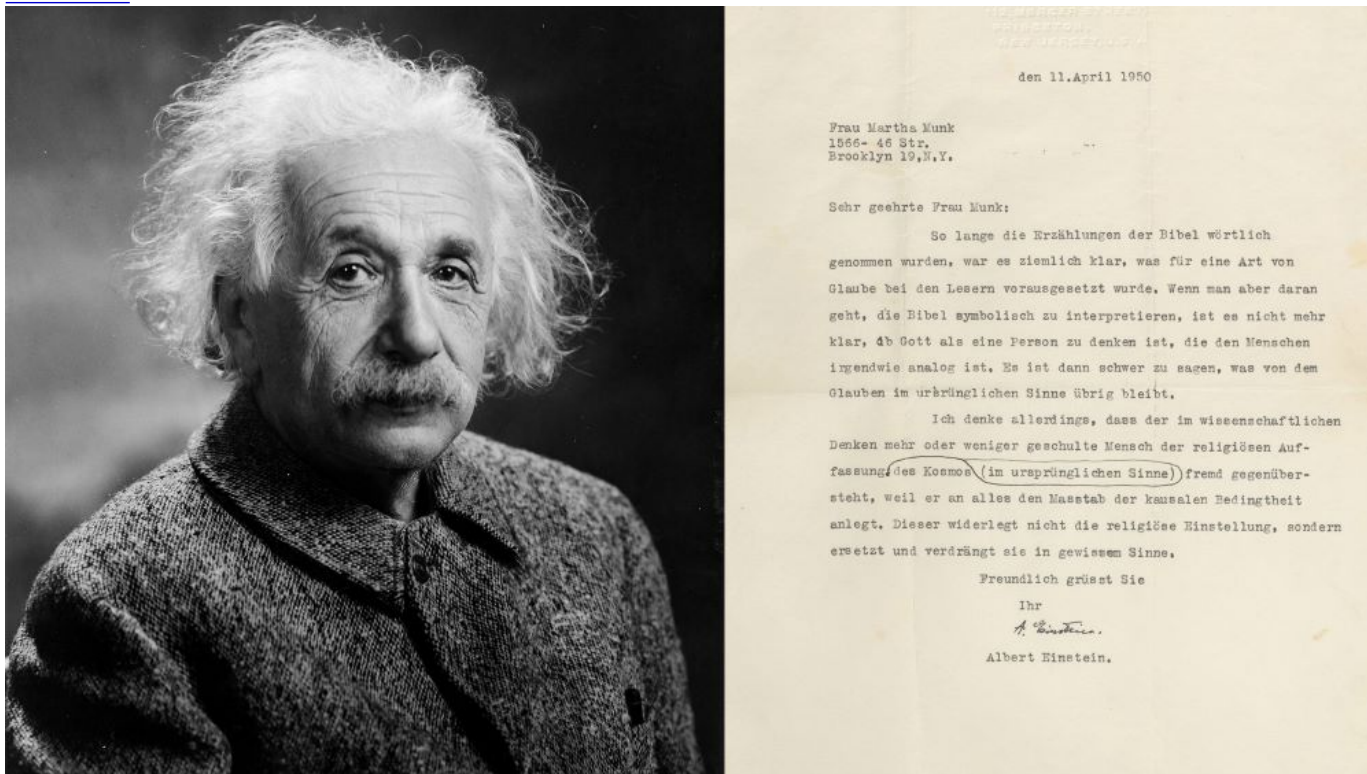 MERCER STREET
PRINCETON
NEW JERSEY, U.S.A
den 11.April 1950
Frau Martha Munk
1566- 46 Str.
Brooklyn 19,N.Y.
Sehr geehrte Frau Munk:
So lange die Erzählungen der Bibel wörtlich
genommen wurden, war es ziemlich klar, was für eine Art von
Glaube bei den Lesern vorausgesetzt wurde. Wenn man aber daran
geht, die Bibel symbolisch zu interpretieren, ist es nicht mehr
klar, ob Gott als eine Person zu denken ist, die den Menschen
irgendwie analog ist. Es ist dann schwer zu sagen, was von dem
Glauben im ursprünglichen Sinne übrig bleibt.
Ich denke allerdings, dass der im wissenschaftlichen
Denken mehr oder weniger geschulte Mensch der religiösen Auf-
fassung des Kosmos (im ursprünglichen Sinne) fremd gegenüber-
steht, weil er an alles den Masstab der kausalen Bedingtheit
anlegt. Dieser widerlegt nicht die religiöse Einstellung, sondern
ersetzt und verdrängt sie in gewissem Sinne.
Freundlich grüsst Sie
Ihr
A. Einstein.
Albert Einstein.